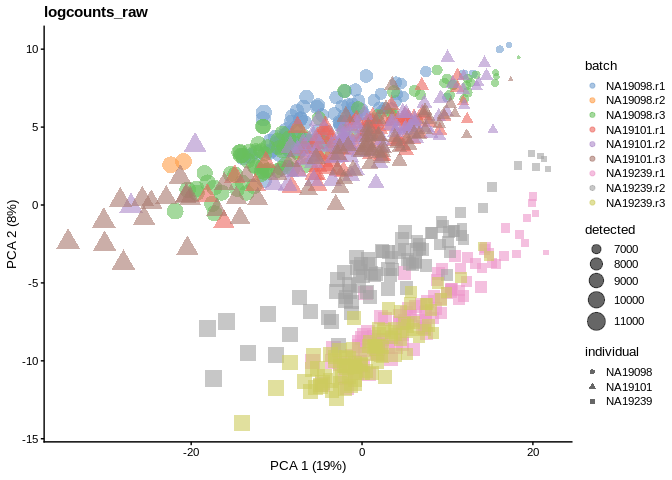 logcounts_raw
10
5
0
-5
-10
-15
-20
0
20
PCA 1 (19%)
PCA 2 (8%)
batch
NA19098.r1
NA19098.r2
NA19098.r3
NA19101.r1
NA19101.r2
NA19101.r3
NA19239.r1
NA19239.r2
NA19239.r3
detected
7000
8000
9000
10000
11000
individual
NA19098
NA19101
NA19239